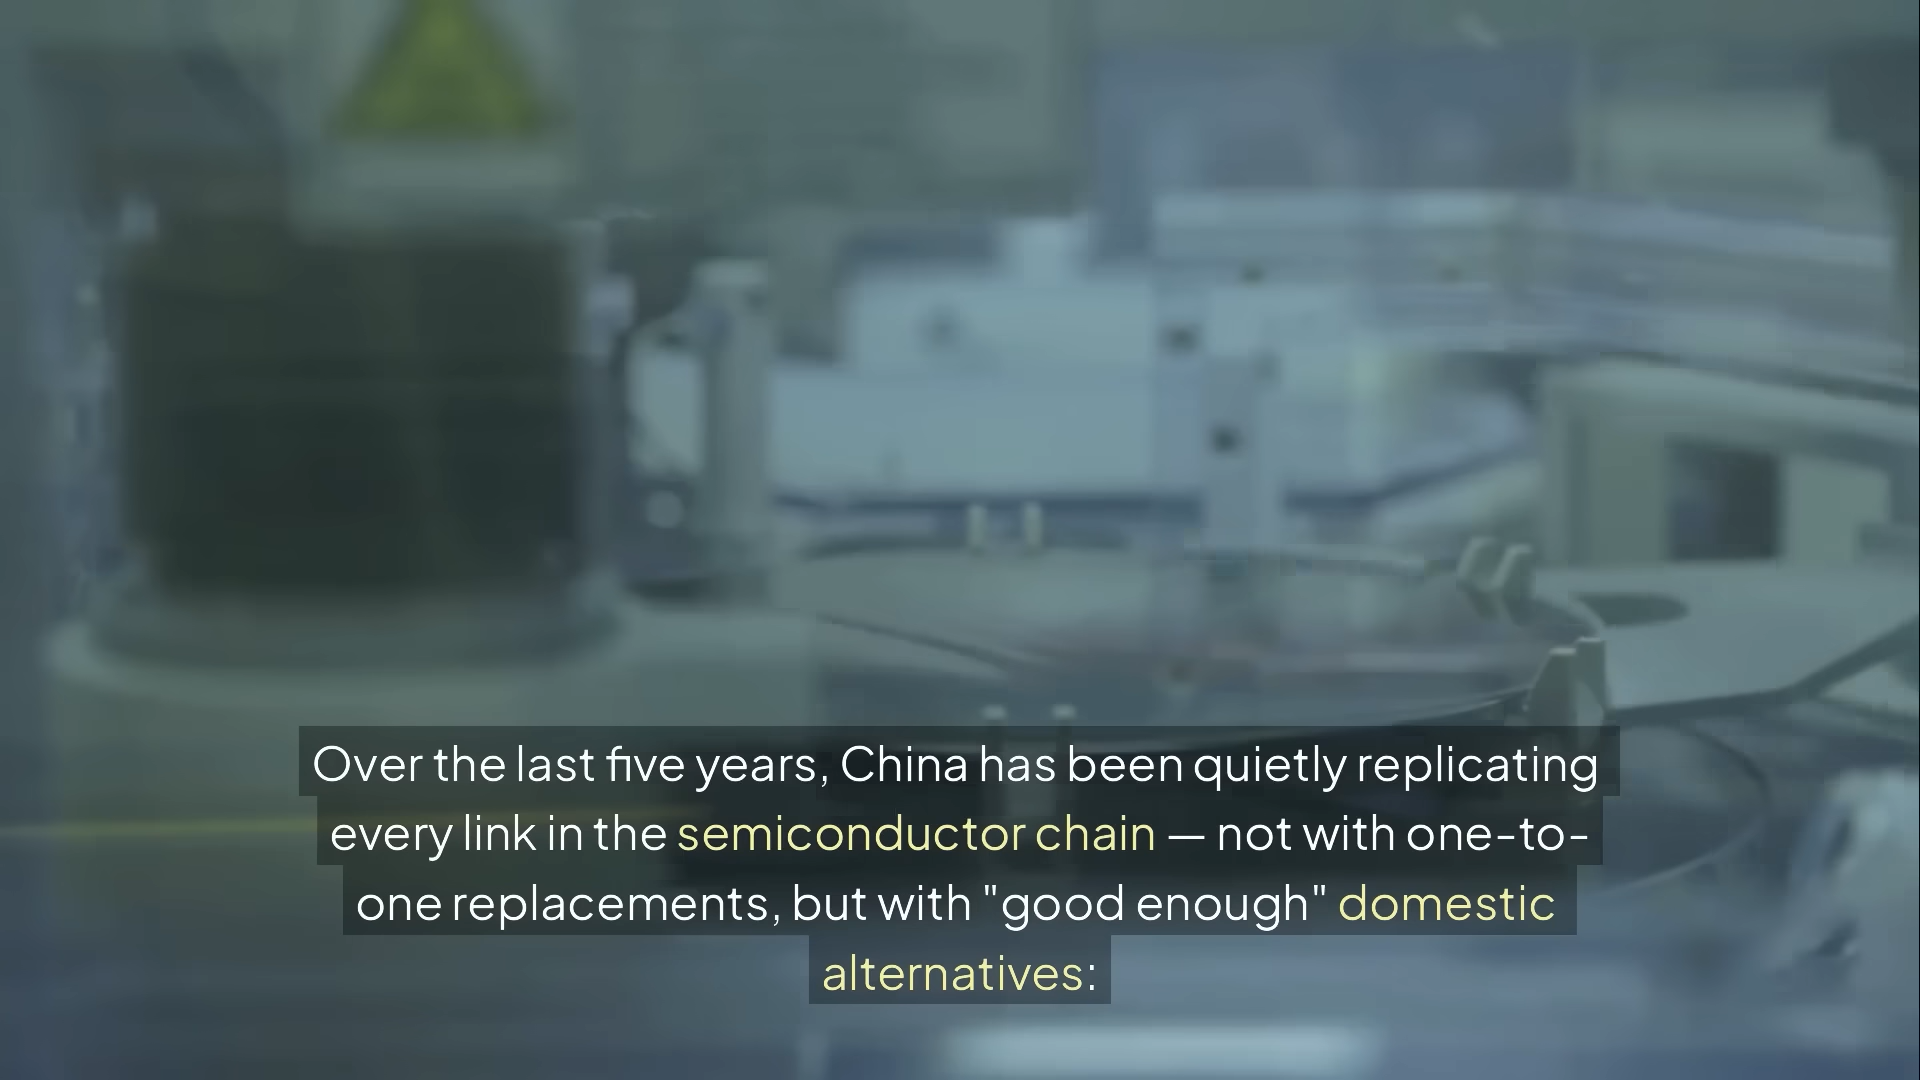 Over the last five years, China has been quietly replicating
every link in the semiconductor chain — not with one-to-
one replacements, but with "good enough" domestic
alternatives: